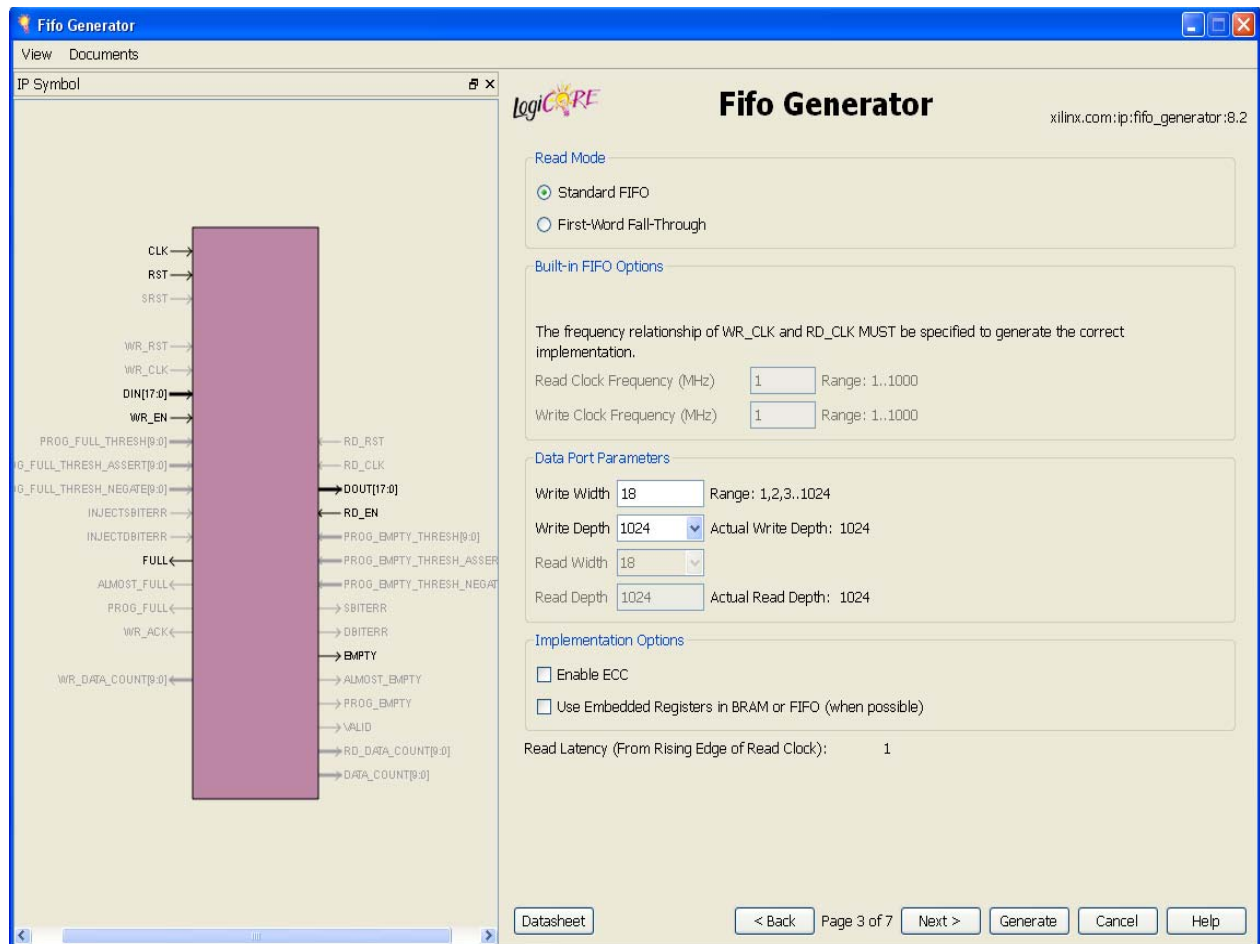 Fifo Generator
View Documents
IP Symbol
CLK
RST
SRST
WR_RST
WR_CLK
DIN[17:0]
WR_EN
PROG_FULL_THRESH[9:0]
OG_FULL_THRESH_ASSERT[9:0]
OG_FULL_THRESH_NEGATE[9:0]
INJECTSBITERR
INJECTDBITERR
FULL
ALMOST_FULL
PROG_FULL
WR_ACK
WR_DATA_COUNT[9:0]
RD_RST
RD_CLK
DOUT[17:0]
RD_EN
PROG_EMPTY_THRESH[9:0]
PROG_EMPTY_THRESH_ASSER
PROG_EMPTY_THRESH_NEGAT
SBITERR
DBITERR
EMPTY
ALMOST_EMPTY
PROG_EMPTY
VALID
RD_DATA_COUNT[9:0]
DATA_COUNT[9:0]
LogiCORE
Fifo Generator
xilinx.com:ip:fifo_generator:8.2
Read Mode
Standard FIFO
First-Word Fall-Through
Built-in FIFO Options
The frequency relationship of WR_CLK and RD_CLK MUST be specified to generate the correct
implementation.
Read Clock Frequency (MHz) 1 Range: 1..1000
Write Clock Frequency (MHz) 1 Range: 1..1000
Data Port Parameters
Write Width 18 Range: 1,2,3..1024
Write Depth 1024 Actual Write Depth: 1024
Read Width 18
Read Depth 1024 Actual Read Depth: 1024
Implementation Options
Enable ECC
Use Embedded Registers in BRAM or FIFO (when possible)
Read Latency (From Rising Edge of Read Clock): 1
Datasheet < Back Page 3 of 7 Next > Generate Cancel Help